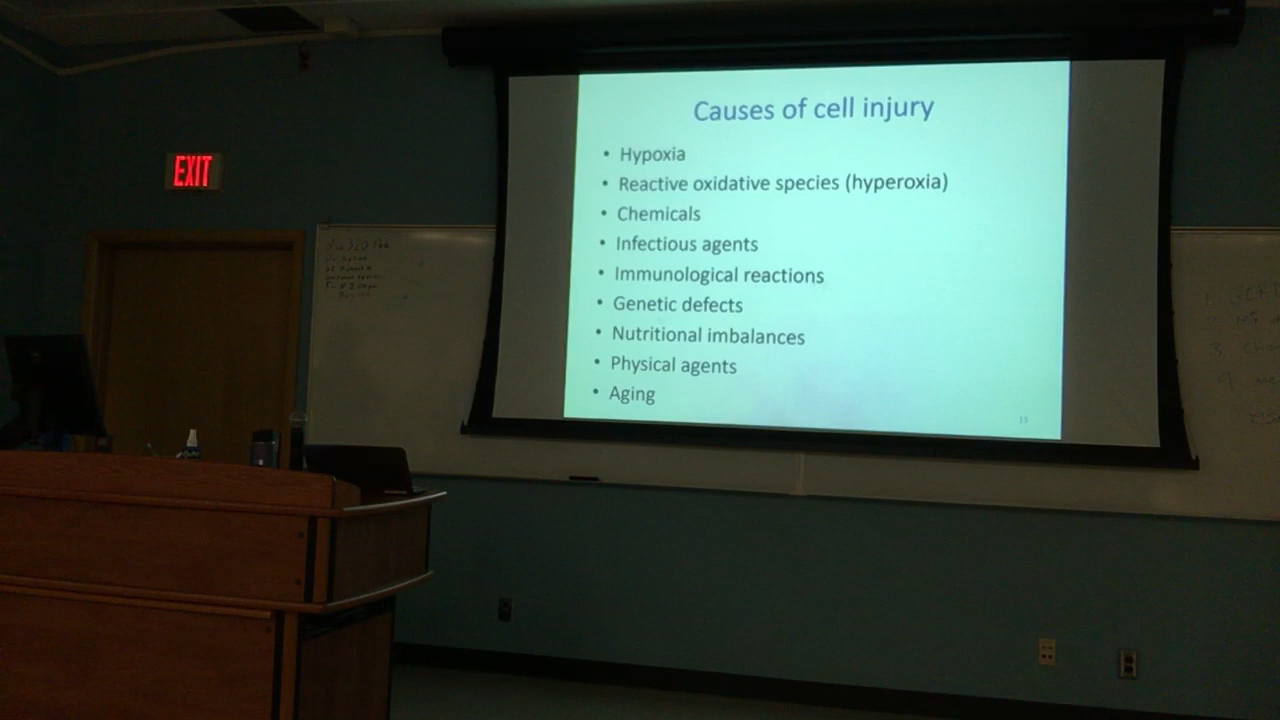 EXIT
Causes of cell injury
• Hypoxia
• Reactive oxidative species (hyperoxia)
• Chemicals
• Infectious agents
• Immunological reactions
• Genetic defects
• Nutritional imbalances
• Physical agents
• Aging
15